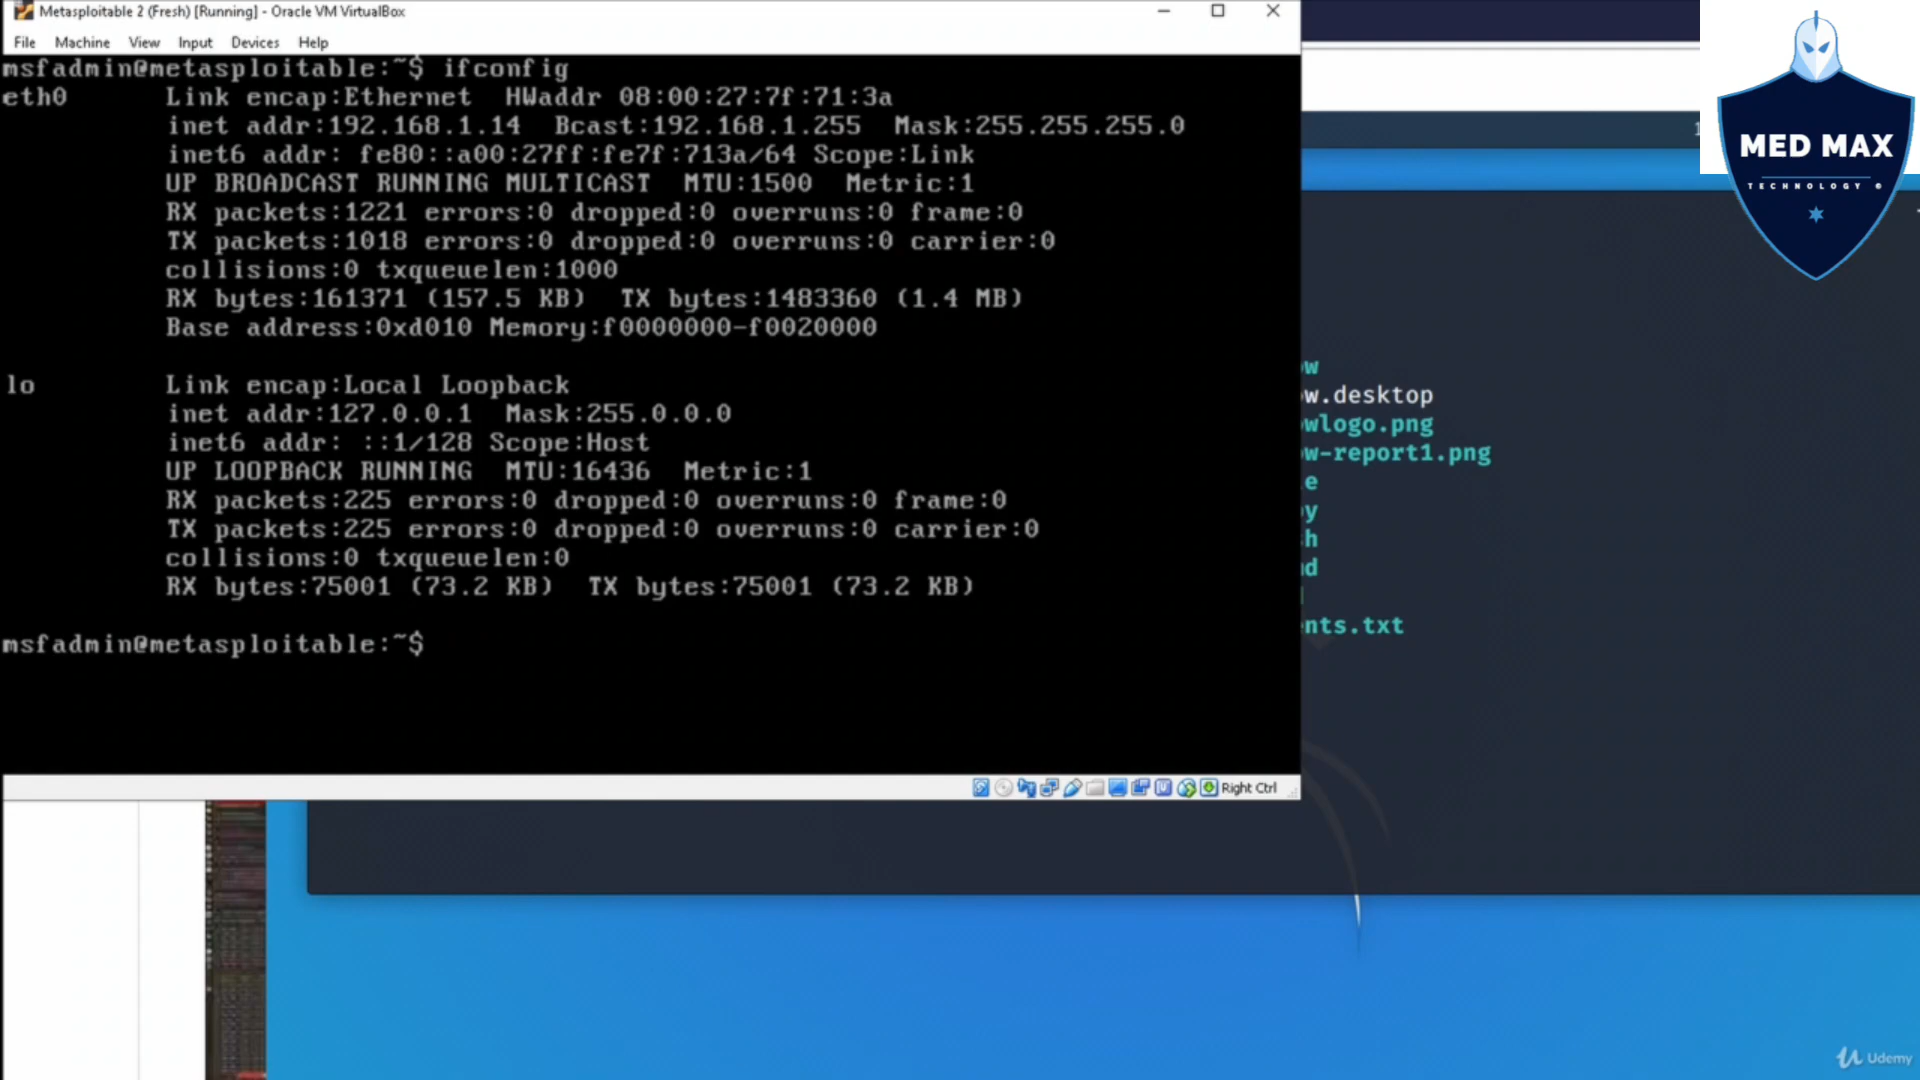 Metasploitable 2 (Fresh) [Running] - Oracle VM VirtualBox
File Machine View Input Devices Help
msfadmin@metasploitable:~$ ifconfig
eth0 Link encap:Ethernet HWaddr 08:00:27:7f:71:3a
inet addr:192.168.1.14 Bcast:192.168.1.255 Mask:255.255.255.0
inet6 addr: fe80::a00:27ff:fe7f:713a/64 Scope:Link
UP BROADCAST RUNNING MULTICAST MTU:1500 Metric:1
RX packets:1221 errors:0 dropped:0 overruns:0 frame:0
TX packets:1018 errors:0 dropped:0 overruns:0 carrier:0
collisions:0 txqueuelen:1000
RX bytes:161371 (157.5 KB) TX bytes:1483360 (1.4 MB)
Base address:0xd010 Memory:f0000000-f0020000
lo Link encap:Local Loopback
inet addr:127.0.0.1 Mask:255.0.0.0
inet6 addr: ::1/128 Scope:Host
UP LOOPBACK RUNNING MTU:16436 Metric:1
RX packets:225 errors:0 dropped:0 overruns:0 frame:0
TX packets:225 errors:0 dropped:0 overruns:0 carrier:0
collisions:0 txqueuelen:0
RX bytes:75001 (73.2 KB) TX bytes:75001 (73.2 KB)
msfadmin@metasploitable:~$
Right Ctrl
w.desktop
wlogo.png
w-report1.png
nts.txt
MED MAX
TECHNOLOGY ©
Udemy